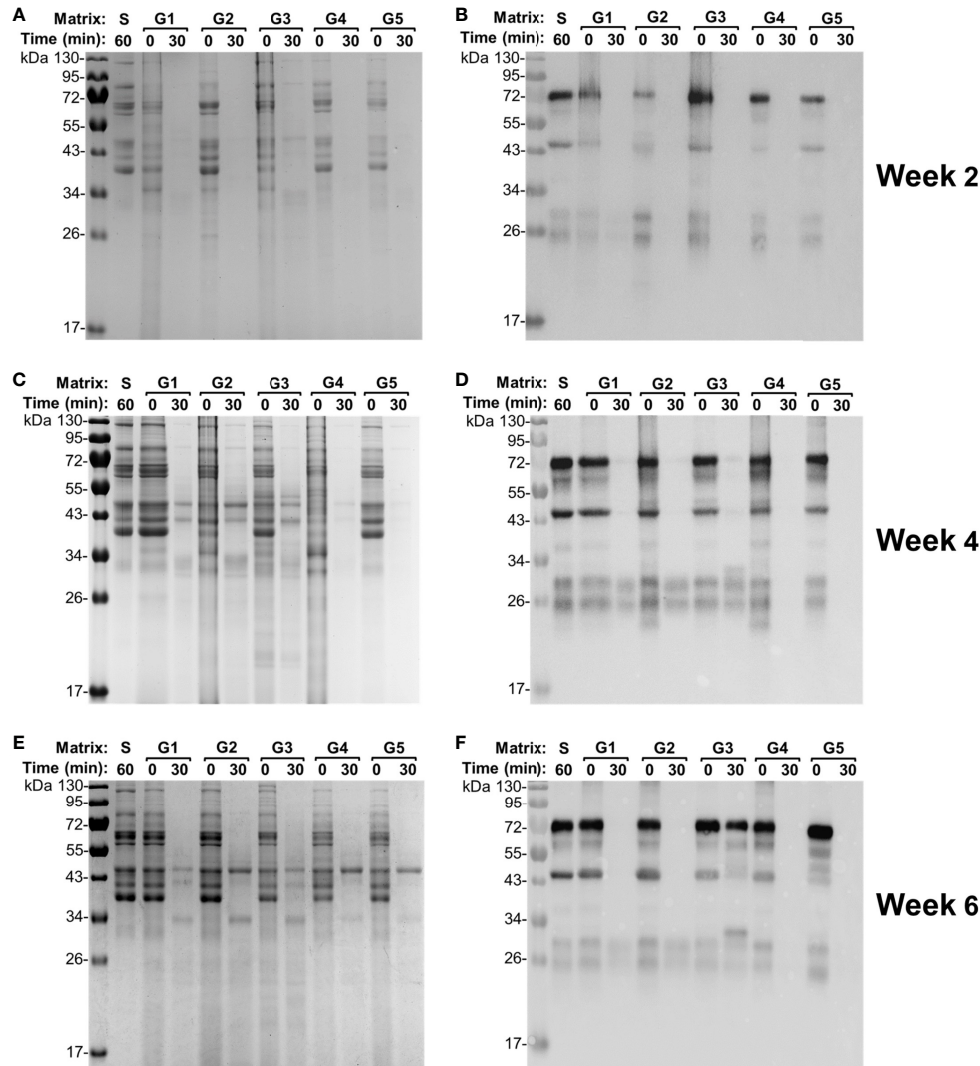 A
Matrix: S G1 G2 G3 G4 G5
Time (min): 60 0 30 0 30 0 30 0 30 0 30
kDa 130-
95-
72-
55-
43-
34-
26-
17-
B
Matrix: S G1 G2 G3 G4 G5
Time (min): 60 0 30 0 30 0 30 0 30 0 30
kDa 130-
95-
72-
55-
43-
34-
26-
17-
Week 2
C
Matrix: S G1 G2 G3 G4 G5
Time (min): 60 0 30 0 30 0 30 0 30 0 30
kDa 130-
95-
72-
55-
43-
34-
26-
17-
D
Matrix: S G1 G2 G3 G4 G5
Time (min): 60 0 30 0 30 0 30 0 30 0 30
kDa 130-
95-
72-
55-
43-
34-
26-
17-
Week 4
E
Matrix: S G1 G2 G3 G4 G5
Time (min): 60 0 30 0 30 0 30 0 30 0 30
kDa 130-
95-
72-
55-
43-
34-
26-
17-
F
Matrix: S G1 G2 G3 G4 G5
Time (min): 60 0 30 0 30 0 30 0 30 0 30
kDa 130-
95-
72-
55-
43-
34-
26-
17-
Week 6